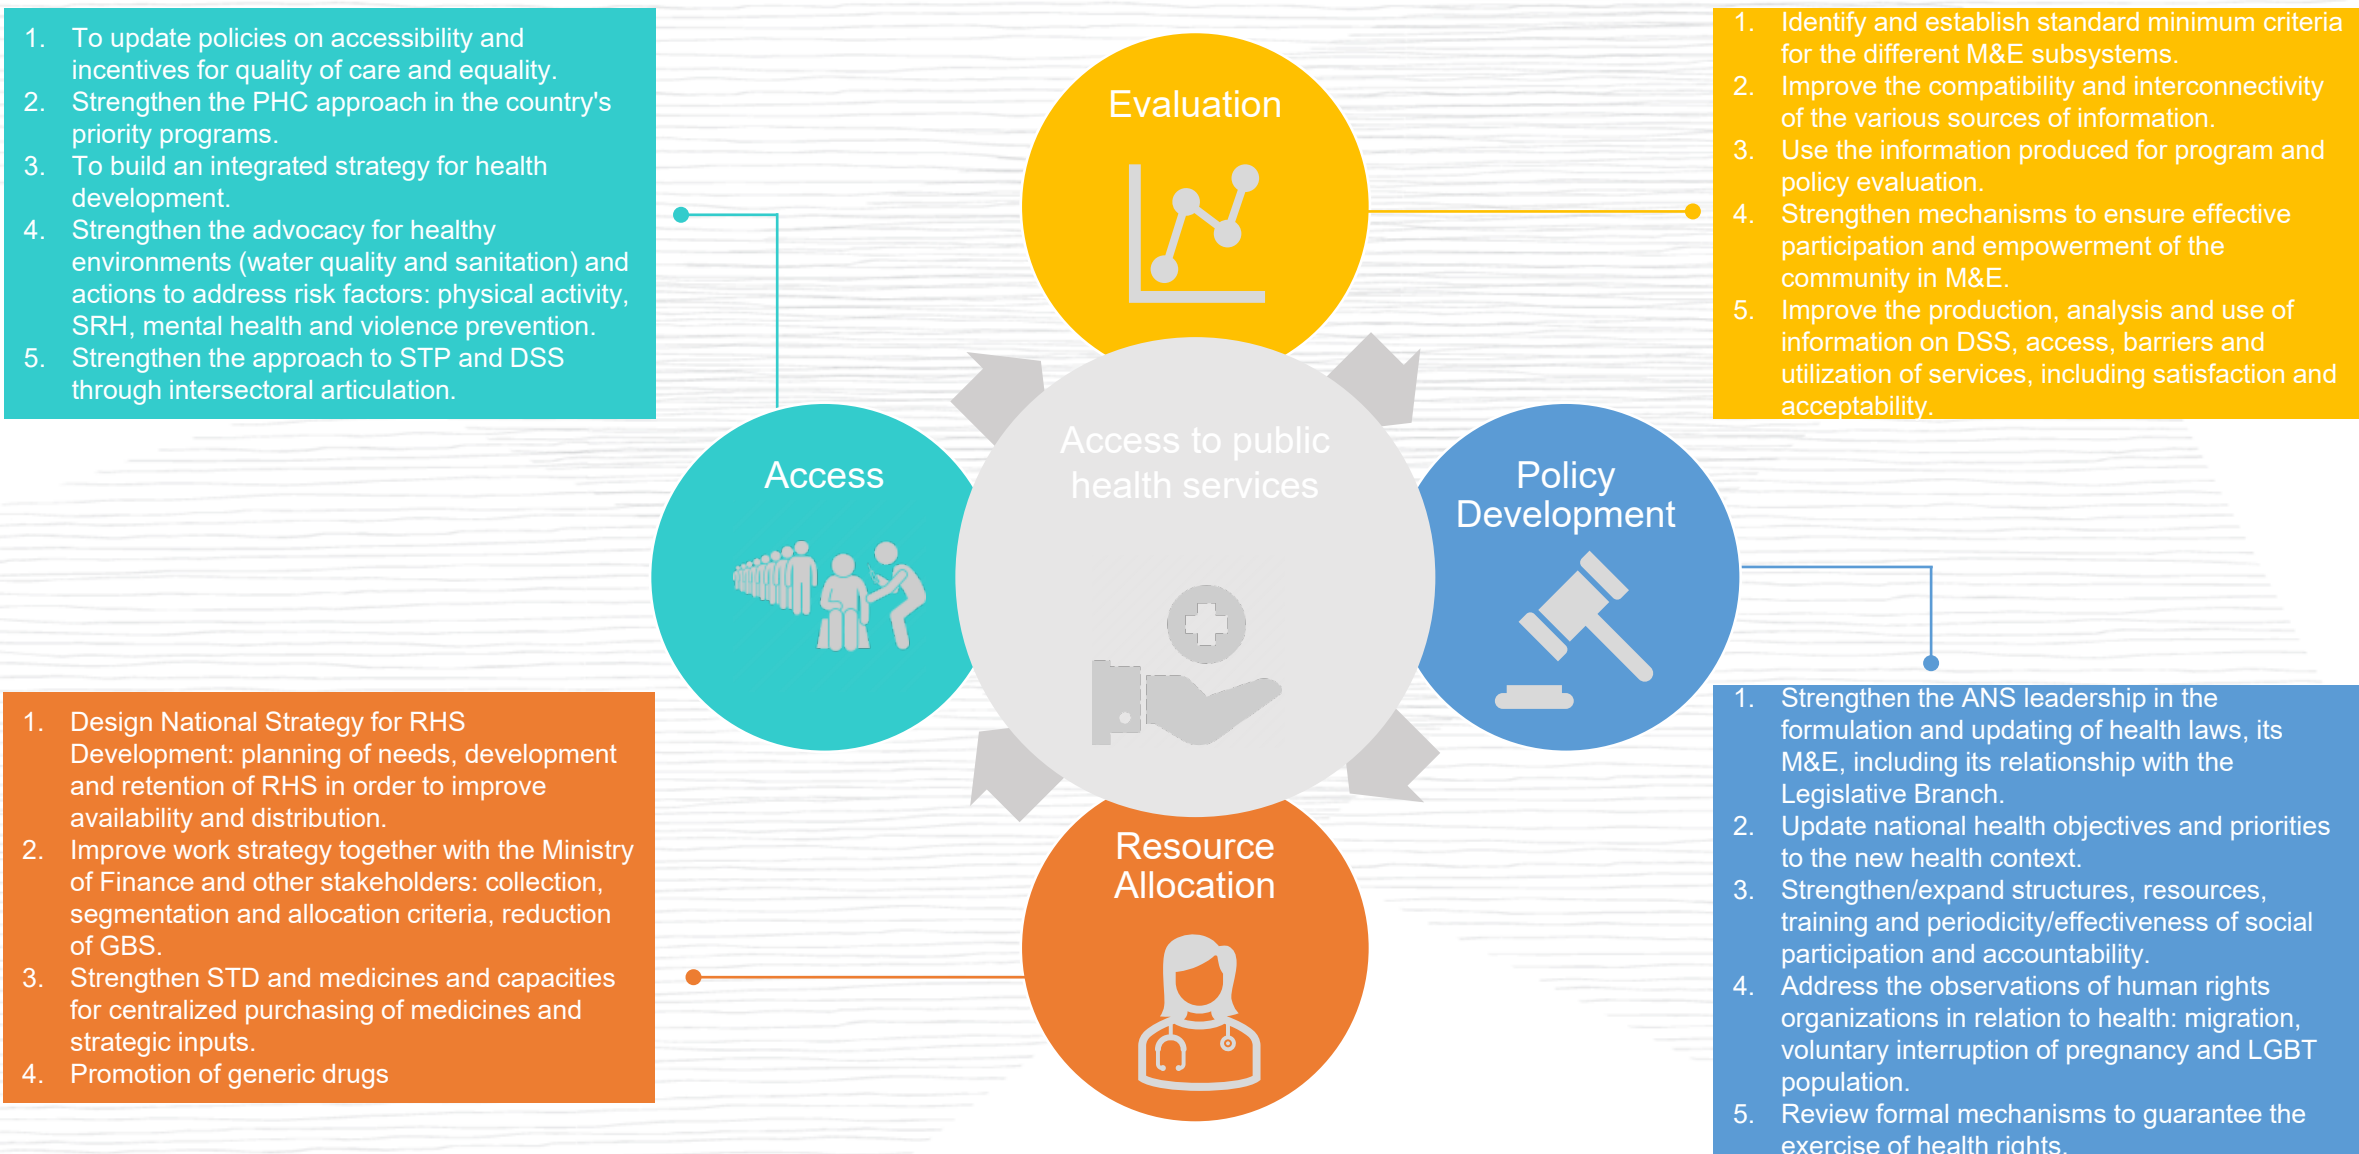 1. To update policies on accessibility and
incentives for quality of care and equality.
2. Strengthen the PHC approach in the country's
priority programs.
3. To build an integrated strategy for health
development.
4. Strengthen the advocacy for healthy
environments (water quality and sanitation) and
actions to address risk factors: physical activity,
SRH, mental health and violence prevention.
5. Strengthen the approach to STP and DSS
through intersectoral articulation.
Evaluation
1. Identify and establish standard minimum criteria
for the different M&E subsystems.
2. Improve the compatibility and interconnectivity
of the various sources of information.
3. Use the information produced for program and
policy evaluation.
4. Strengthen mechanisms to ensure effective
participation and empowerment of the
community in M&E.
5. Improve the production, analysis and use of
information on DSS, access, barriers and
utilization of services, including satisfaction and
acceptability.
Access
Access to public
health services
Policy
Development
1. Design National Strategy for RHS
Development: planning of needs, development
and retention of RHS in order to improve
availability and distribution.
2. Improve work strategy together with the Ministry
of Finance and other stakeholders: collection,
segmentation and allocation criteria, reduction
of GBS.
3. Strengthen STD and medicines and capacities
for centralized purchasing of medicines and
strategic inputs.
4. Promotion of generic drugs
Resource
Allocation
1. Strengthen the ANS leadership in the
formulation and updating of health laws, its
M&E, including its relationship with the
Legislative Branch.
2. Update national health objectives and priorities
to the new health context.
3. Strengthen/expand structures, resources,
training and periodicity/effectiveness of social
participation and accountability.
4. Address the observations of human rights
organizations in relation to health: migration,
voluntary interruption of pregnancy and LGBT
population.
5. Review formal mechanisms to guarantee the
exercise of health rights.